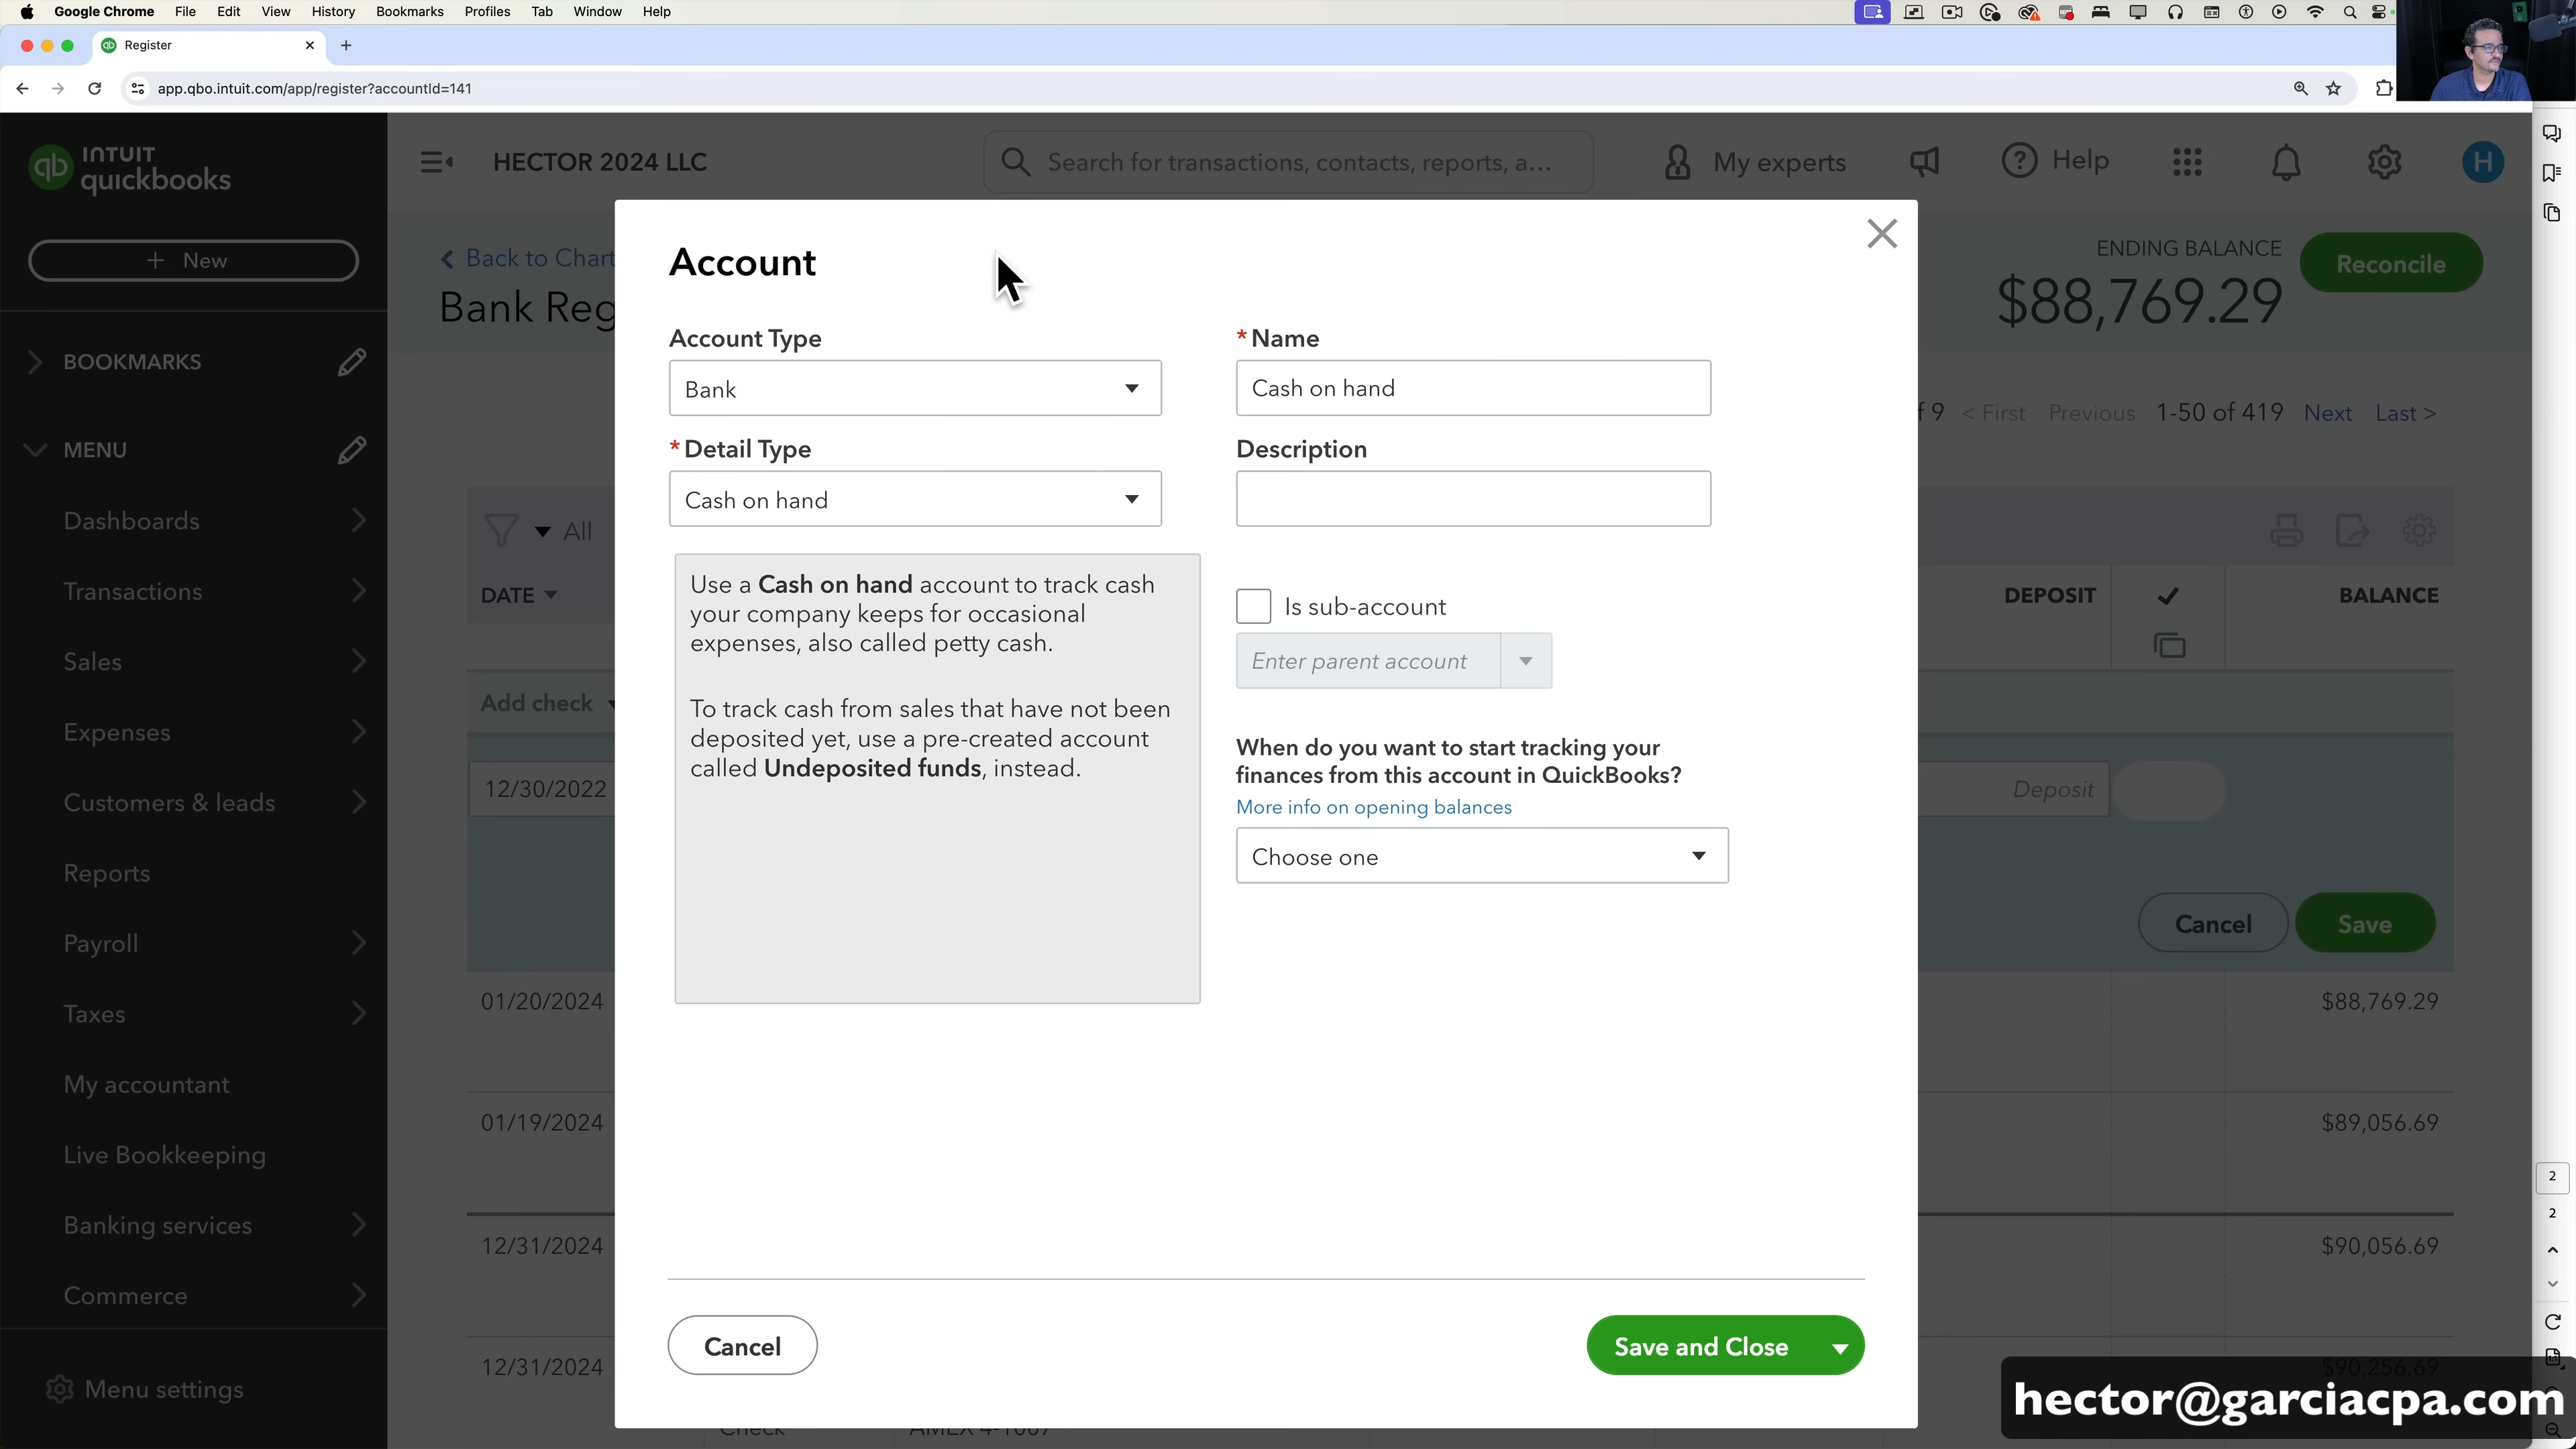 Google Chrome File Edit View History Bookmarks Profiles Tab Window Help
Register
app.qbo.intuit.com/app/register?accountId=141
INTUIT
quickbooks
HECTOR 2024 LLC
Search for transactions, contacts, reports, a...
My experts
Help
H
+ New
Back to Chart
Bank Reg
ENDING BALANCE
$88,769.29
Reconcile
BOOKMARKS
MENU
Dashboards
Transactions
Sales
Expenses
Customers & leads
Reports
Payroll
Taxes
My accountant
Live Bookkeeping
Banking services
Commerce
Menu settings
f 9 < First Previous 1-50 of 419 Next Last >
All
DATE
DEPOSIT
BALANCE
Add check
12/30/2022
Deposit
Cancel
Save
01/20/2024
$88,769.29
01/19/2024
$89,056.69
12/31/2024
$90,056.69
12/31/2024
$90,256.69
Check
Account
Account Type
Bank
* Detail Type
Cash on hand
Use a Cash on hand account to track cash
your company keeps for occasional
expenses, also called petty cash.
To track cash from sales that have not been
deposited yet, use a pre-created account
called Undeposited funds, instead.
* Name
Cash on hand
Description
Is sub-account
Enter parent account
When do you want to start tracking your
finances from this account in QuickBooks?
More info on opening balances
Choose one
Cancel
Save and Close
2
2
hector@garciacpa.com